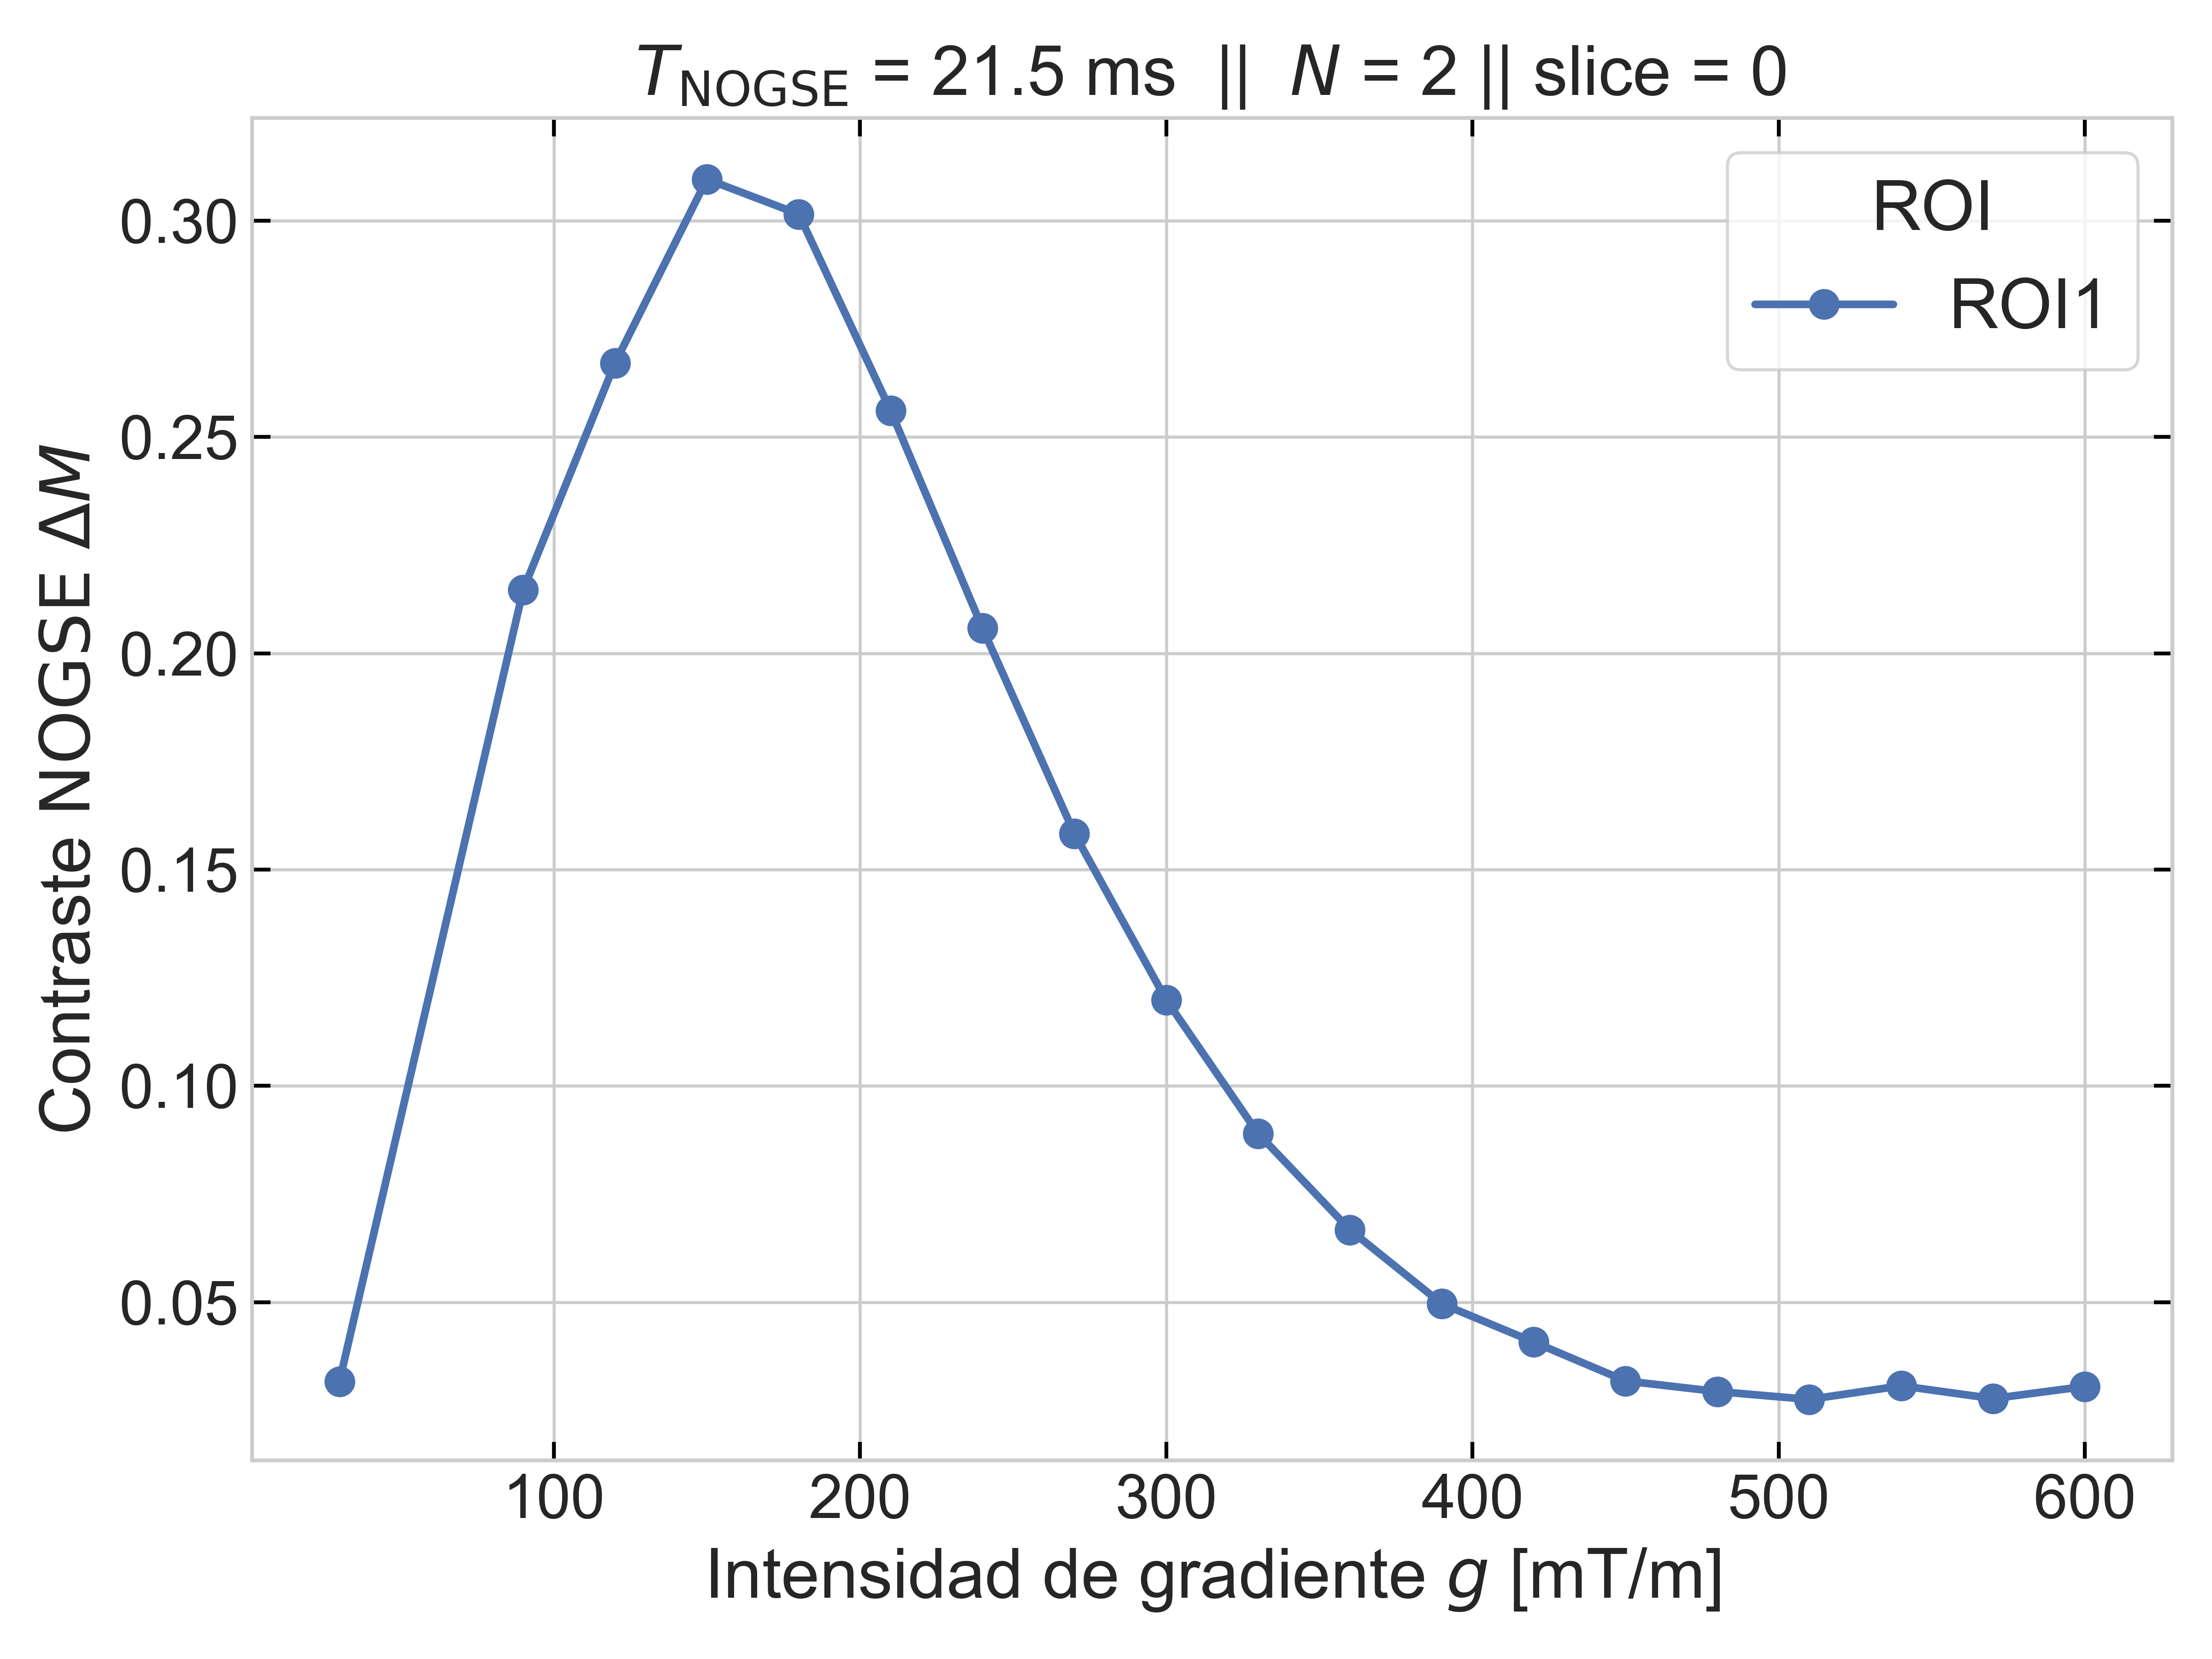 T_NOGSE = 21.5 ms || N = 2 || slice = 0
ROI
ROI1
Contraste NOGSE ΔM
0.30
0.25
0.20
0.15
0.10
0.05
100 200 300 400 500 600
Intensidad de gradiente g [mT/m]